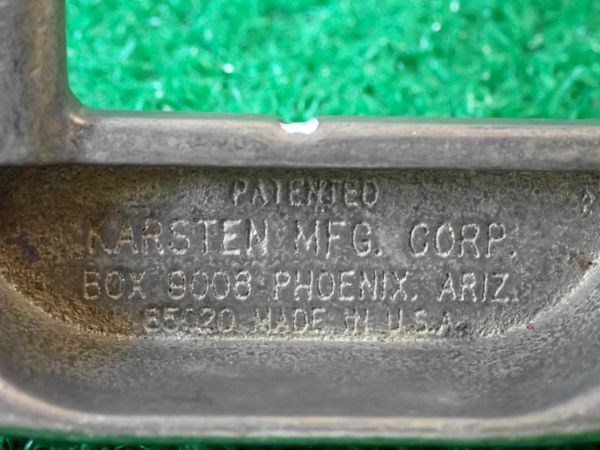 PATENTED
KARSTEN MFG. CORP.
BOX 9008 PHOENIX, ARIZ.
85020 MADE IN U.S.A.